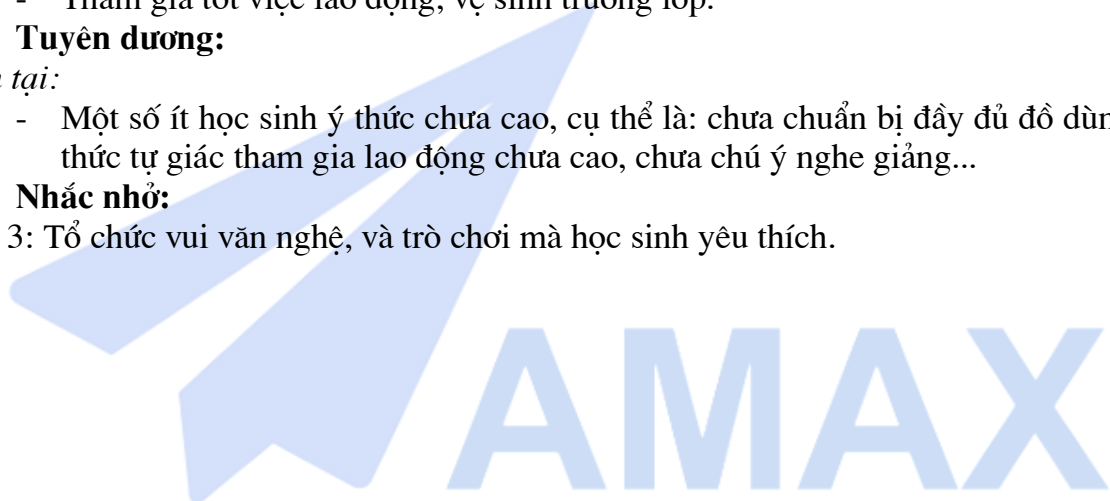 - Tham gia tốt việc lao động, vệ sinh trường lớp.
Tuyên dương:
tại:
- Một số ít học sinh ý thức chưa cao, cụ thể là: chưa chuẩn bị đầy đủ đồ
thức tự giác tham gia lao động chưa cao, chưa chú ý nghe giảng...
Nhắc nhở:
3: Tổ chức vui văn nghệ, và trò chơi mà học sinh yêu thích.
AMAX